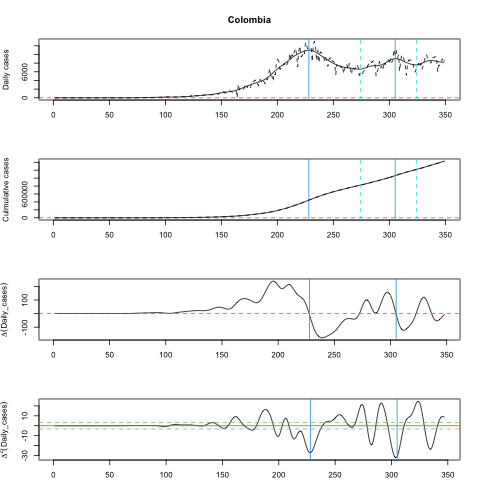 Colombia
Daily cases
0 6000
0 50 100 150 200 250 300 350
Culmulative cases
0 600000
0 50 100 150 200 250 300 350
Δ(Daily_cases)
-100 100
0 50 100 150 200 250 300 350
Δ²(Daily_cases)
-30 -10 10
0 50 100 150 200 250 300 350